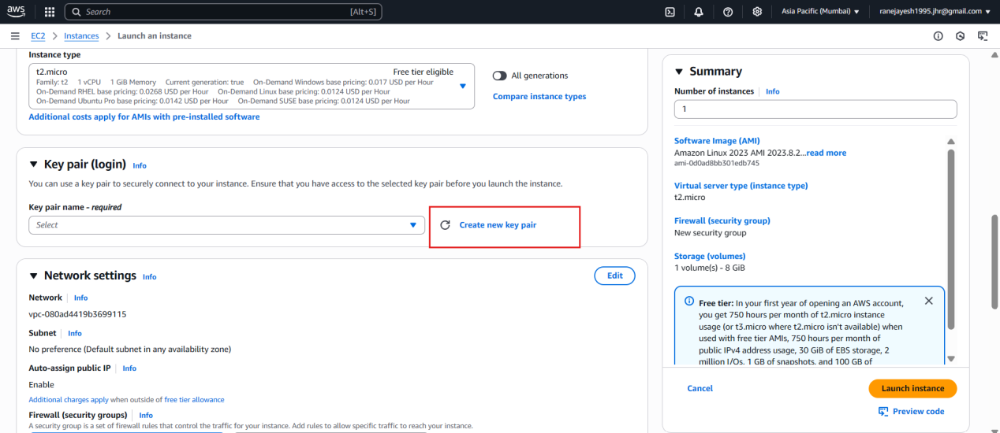 aws
Search
[Alt+S]
Asia Pacific (Mumbai)
ranejayesh1995.jhr@gmail.com
EC2 > Instances > Launch an instance
Instance type
t2.micro
Free tier eligible
Family: t2 1 vCPU 1 GiB Memory Current generation: true On-Demand Windows base pricing: 0.017 USD per Hour
On-Demand RHEL base pricing: 0.0268 USD per Hour On-Demand Linux base pricing: 0.0124 USD per Hour
On-Demand Ubuntu Pro base pricing: 0.0142 USD per Hour On-Demand SUSE base pricing: 0.0124 USD per Hour
All generations
Compare instance types
Additional costs apply for AMIs with pre-installed software
Key pair (login) Info
You can use a key pair to securely connect to your instance. Ensure that you have access to the selected key pair before you launch the instance.
Key pair name - required
Select
Create new key pair
Network settings Info
Edit
Network Info
vpc-080ad4419b3699115
Subnet Info
No preference (Default subnet in any availability zone)
Auto-assign public IP Info
Enable
Additional charges apply when outside of free tier allowance
Firewall (security groups) Info
A security group is a set of firewall rules that control the traffic for your instance. Add rules to allow specific traffic to reach your instance.
Summary
Number of instances Info
1
Software Image (AMI)
Amazon Linux 2023 AMI 2023.8.2...read more
ami-0d0ad8bb301edb745
Virtual server type (instance type)
t2.micro
Firewall (security group)
New security group
Storage (volumes)
1 volume(s) - 8 GiB
Free tier: In your first year of opening an AWS account,
you get 750 hours per month of t2.micro instance
usage (or t3.micro where t2.micro isn't available) when
used with free tier AMIs, 750 hours per month of
public IPv4 address usage, 30 GiB of EBS storage, 2
million I/Os, 1 GB of snapshots, and 100 GB of
Cancel
Launch instance
Preview code